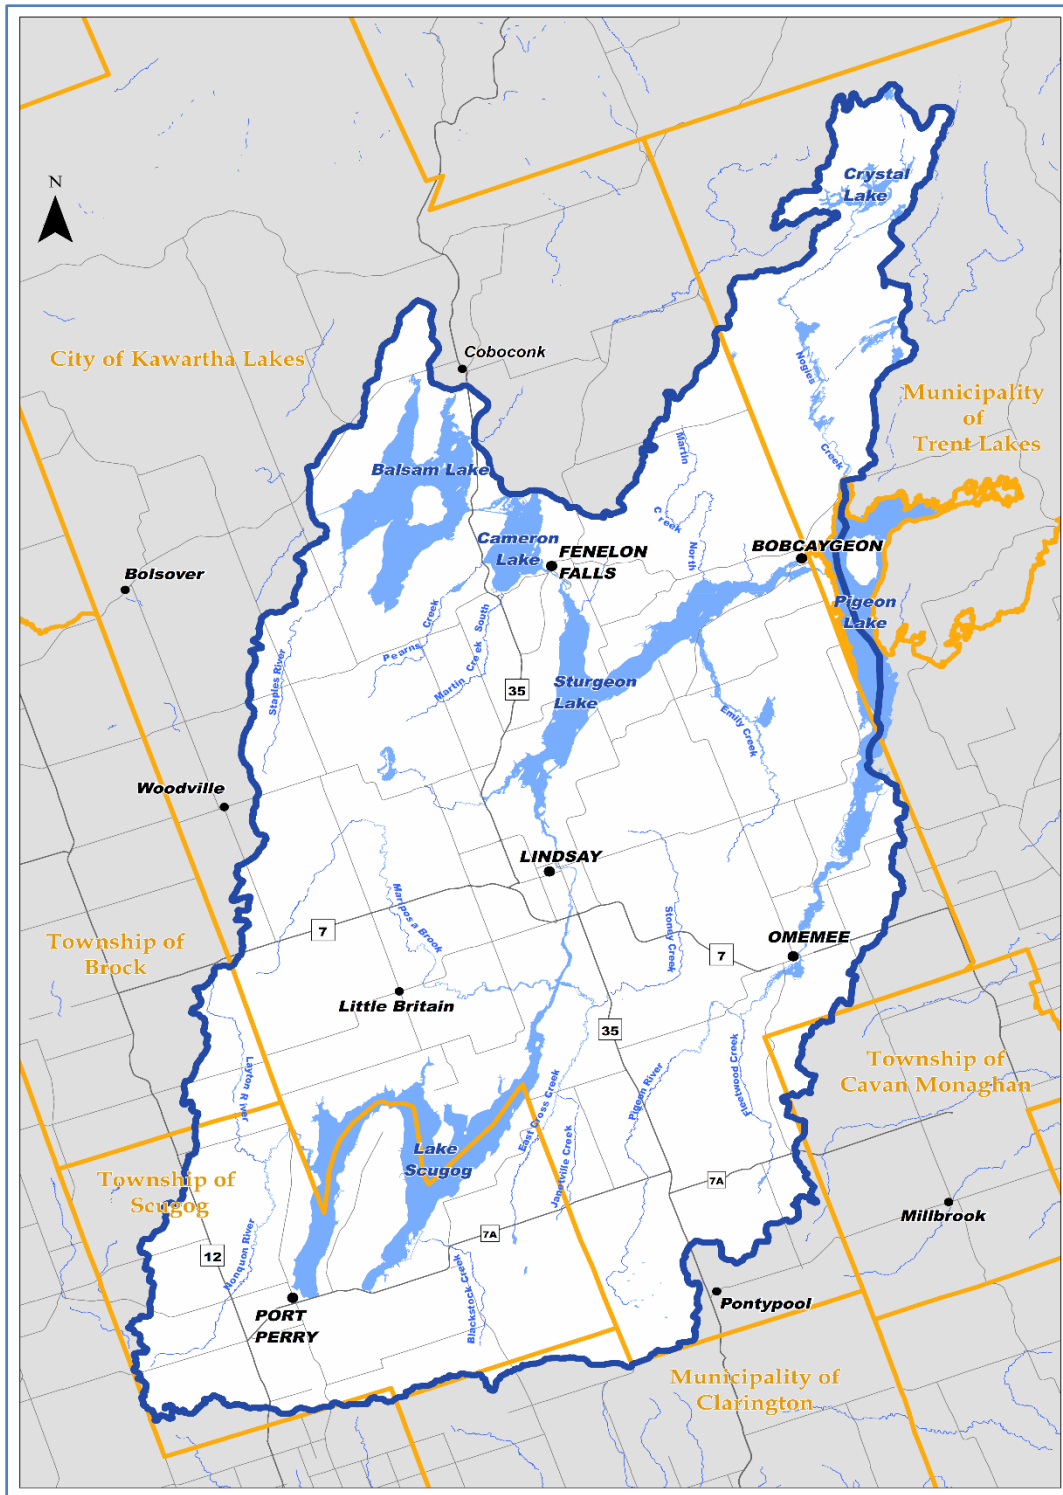 N
Crystal
Lake
City of Kawartha Lakes
Coboconk
Nogies
Creek
Municipality
of
Trent Lakes
Balsam Lake
Martin
Creek
North
Cameron
Lake
FENELON
FALLS
BOBCAYGEON
Bolsover
Pigeon
Lake
Pearns Creek
Martin Creek South
Staples River
35
Sturgeon
Lake
Emily Creek
Woodville
LINDSAY
Mariposa Brook
Stoney Creek
7
7
OMEMEE
Township of
Brock
Little Britain
35
Layton River
East Cross Creek
Janetville Creek
Pigeon River
Fleetwood Creek
Township of
Cavan Monaghan
Lake
Scugog
Township of
Scugog
7A
7A
Millbrook
12
Nonquon River
Blackstock Creek
PORT
PERRY
Pontypool
Municipality of
Clarington